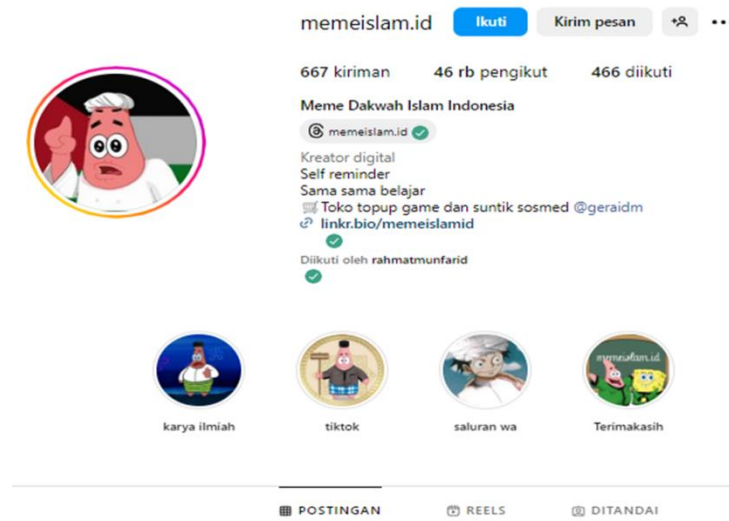 memeislam.id Ikuti Kirim pesan
667 kiriman 46 rb pengikut 466 diikuti
Meme Dakwah Islam Indonesia
memeislam.id
Kreator digital
Self reminder
Sama sama belajar
Toko topup game dan suntik sosmed @geraidm
linkr.bio/memeislamid
Diikuti oleh rahmatmunfarid
memeislam.id
karya ilmiah tiktok saluran wa Terimakasih
POSTINGAN REELS DITANDAI